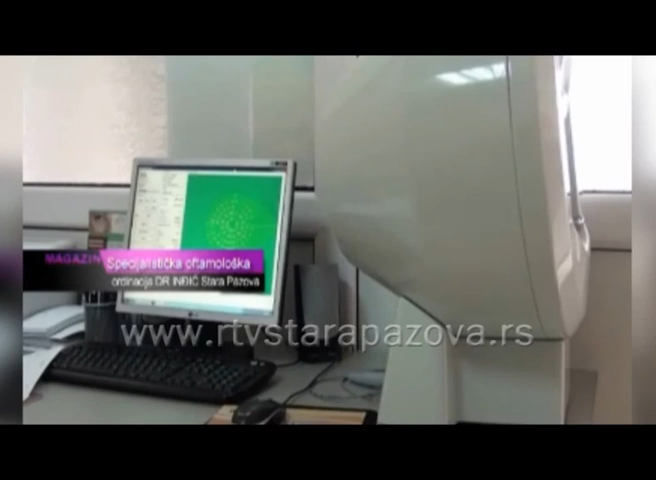 MAGAZIN
Specijalistička oftamološka
ordinacija DR INĐIĆ Stara Pazova
www.rtvstarapazova.rs